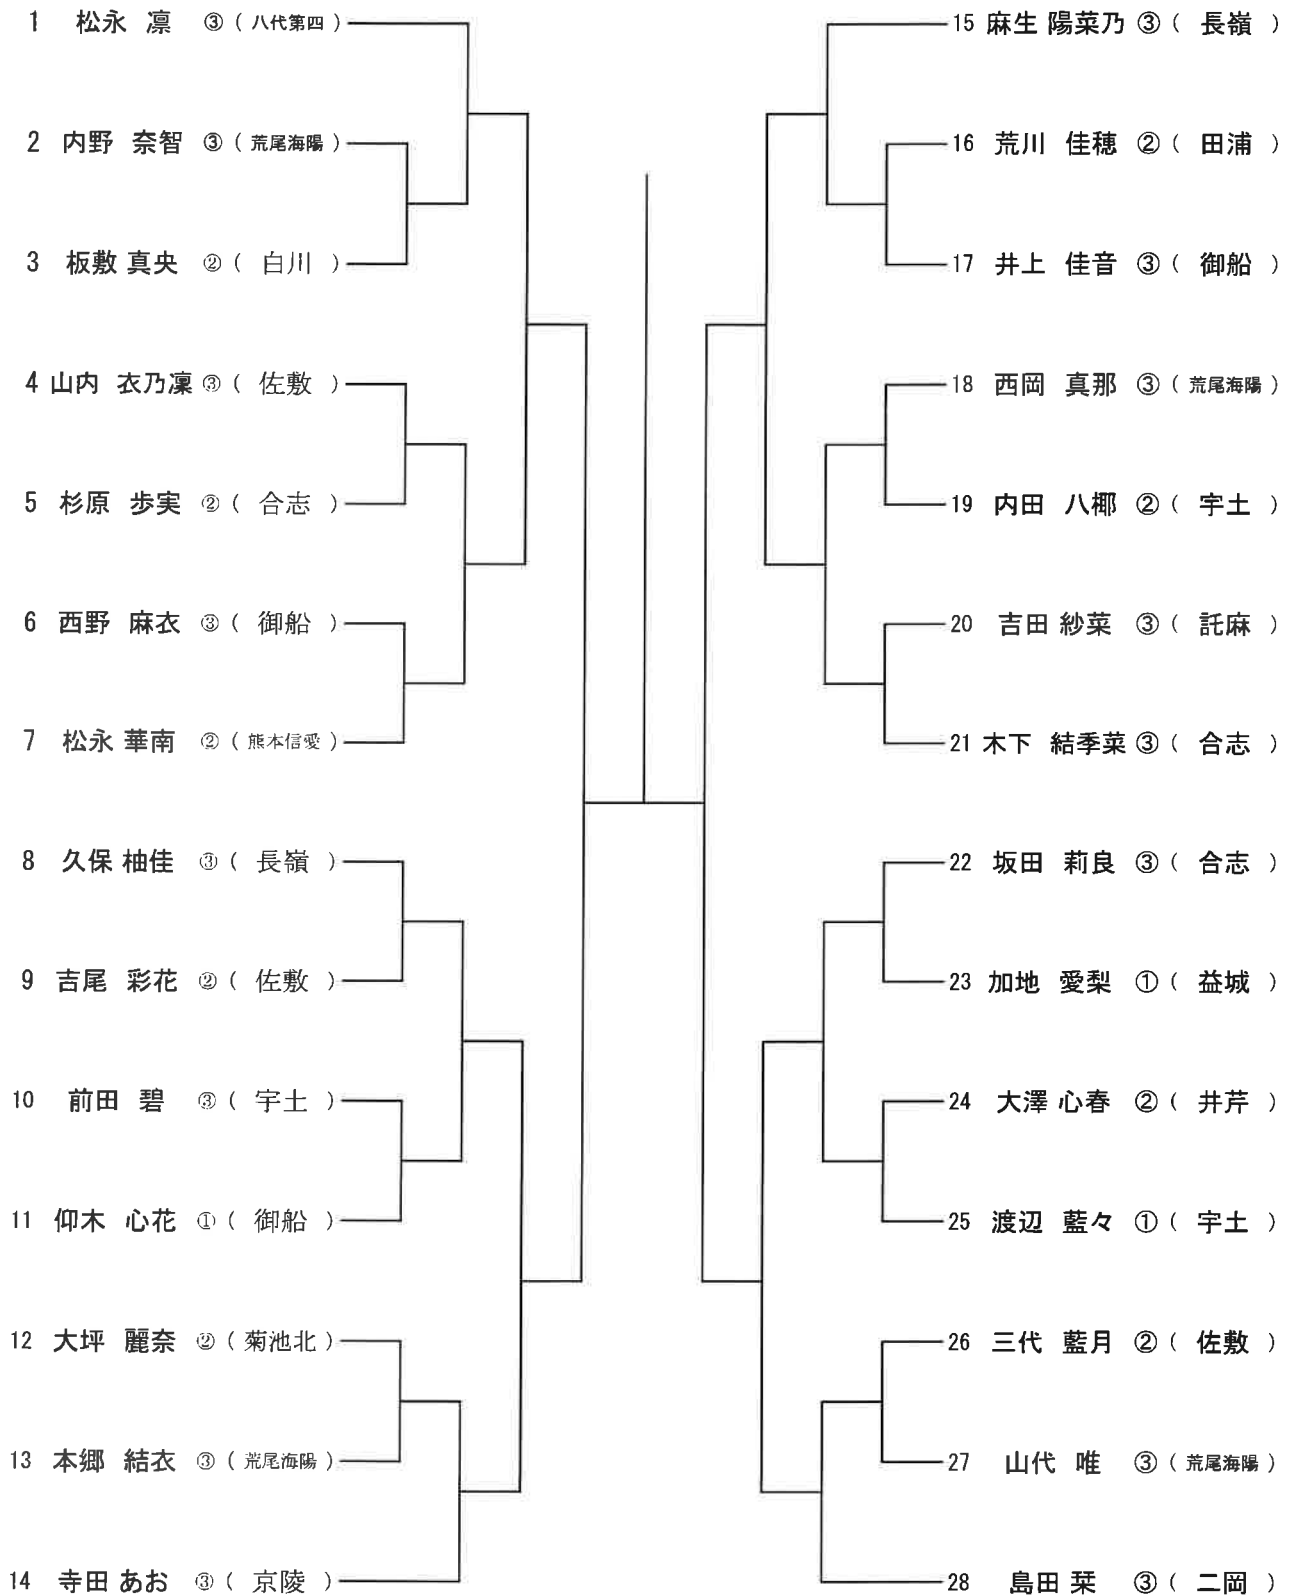 1 松永 凛 ③ ( 八代第四 )
2 内野 奈智 ③ ( 荒尾海陽 )
3 板敷 真央 ② ( 白川 )
4 山内 衣乃凜 ③ ( 佐敷 )
5 杉原 歩実 ② ( 合志 )
6 西野 麻衣 ③ ( 御船 )
7 松永 華南 ② ( 熊本信愛 )
8 久保 柚佳 ③ ( 長嶺 )
9 吉尾 彩花 ② ( 佐敷 )
10 前田 碧 ③ ( 宇土 )
11 仰木 心花 ① ( 御船 )
12 大坪 麗奈 ② ( 菊池北 )
13 本郷 結衣 ③ ( 荒尾海陽 )
14 寺田 あお ③ ( 京陵 )
15 麻生 陽菜乃 ③ ( 長嶺 )
16 荒川 佳穂 ② ( 田浦 )
17 井上 佳音 ③ ( 御船 )
18 西岡 真那 ③ ( 荒尾海陽 )
19 内田 八椰 ② ( 宇土 )
20 吉田 紗菜 ③ ( 託麻 )
21 木下 結季菜 ③ ( 合志 )
22 坂田 莉良 ③ ( 合志 )
23 加地 愛梨 ① ( 益城 )
24 大澤 心春 ② ( 井芹 )
25 渡辺 藍々 ① ( 宇土 )
26 三代 藍月 ② ( 佐敷 )
27 山代 唯 ③ ( 荒尾海陽 )
28 島田 栞 ③ ( 二岡 )